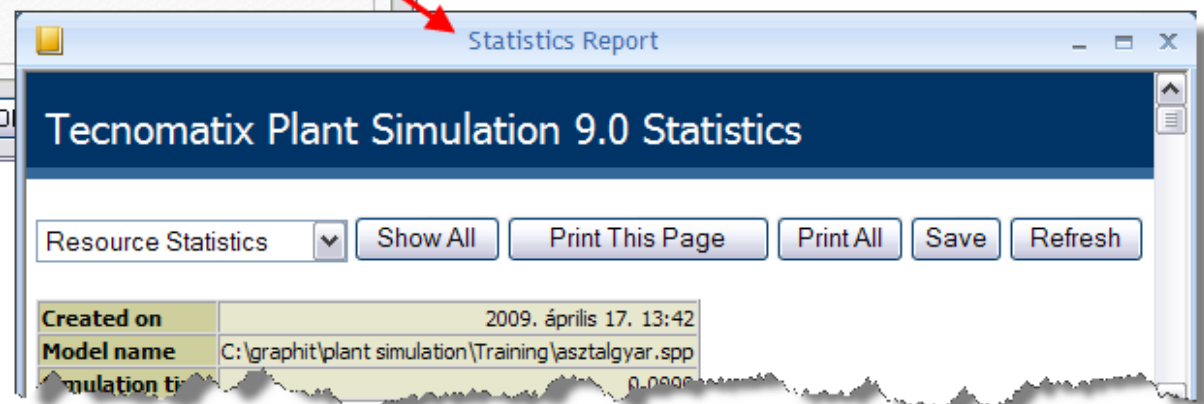 Statistics Report
Tecnomatix Plant Simulation 9.0 Statistics
Resource Statistics Show All Print This Page Print All Save Refresh
Created on 2009. április 17. 13:42
Model name C:\graphit\plant simulation\Training\asztalgyar.spp